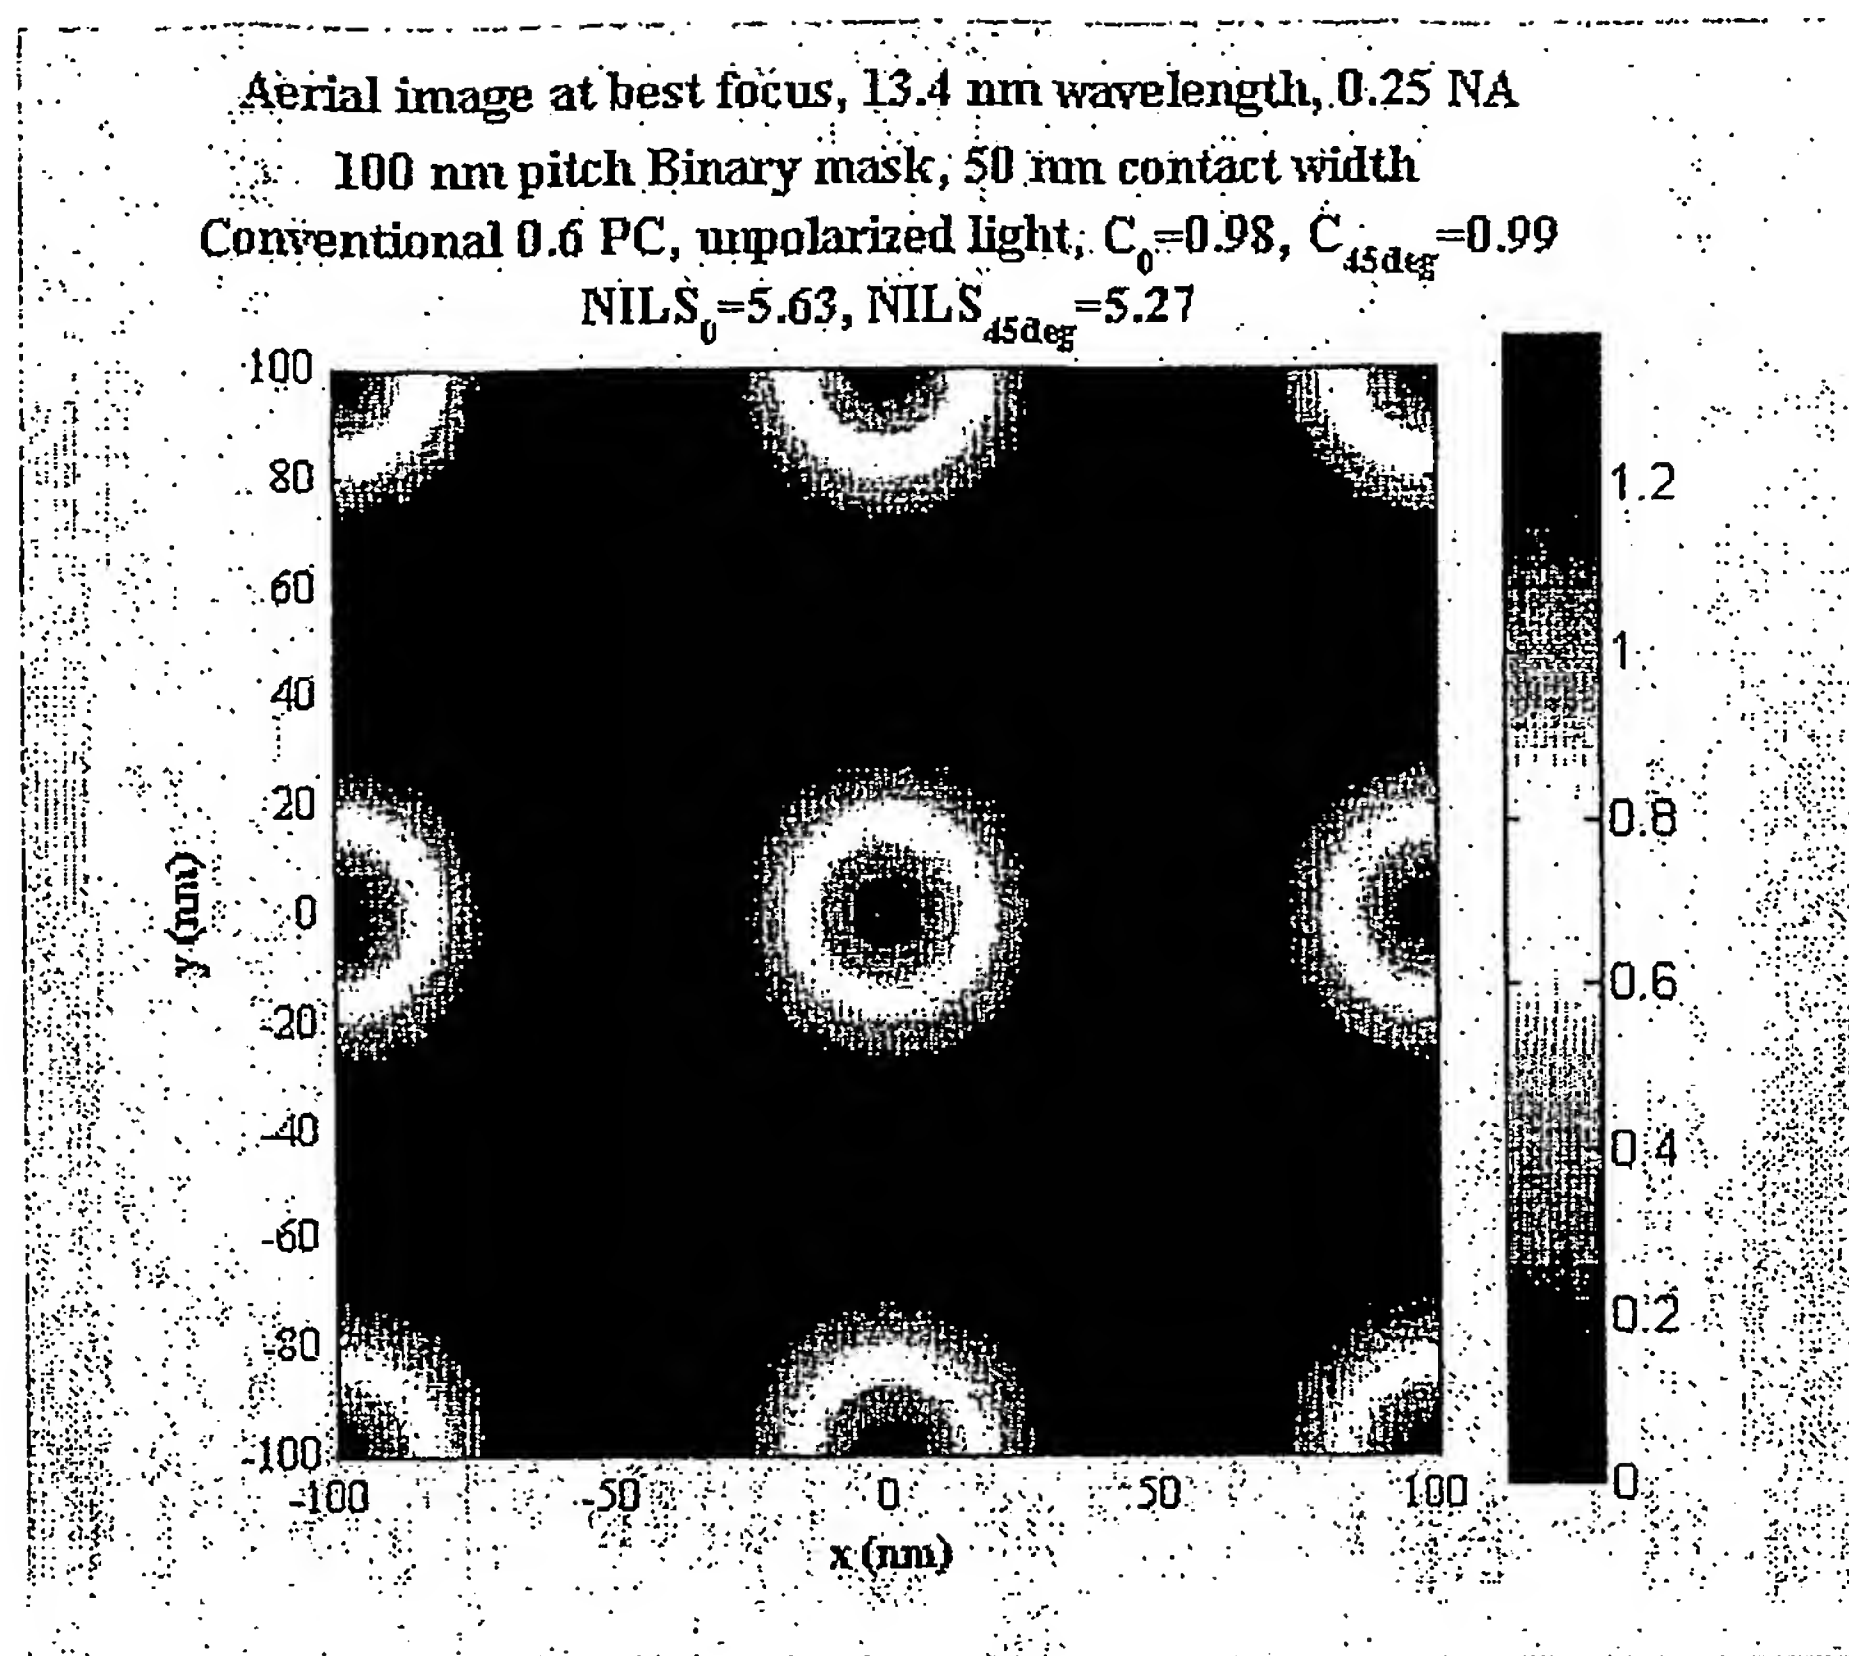 Aerial image at best focus, 13.4 nm wavelength, 0.25 NA
100 nm pitch Binary mask, 50 nm contact width
Conventional 0.6 PC, unpolarized light, C0=0.98, C45deg=0.99
NILS0=5.63, NILS45deg=5.27
100
80
60
40
20
0
-20
-40
-60
-80
-100
y (nm)
-100 -50 0 50 100
x (nm)
1.2
1
0.8
0.6
0.4
0.2
0